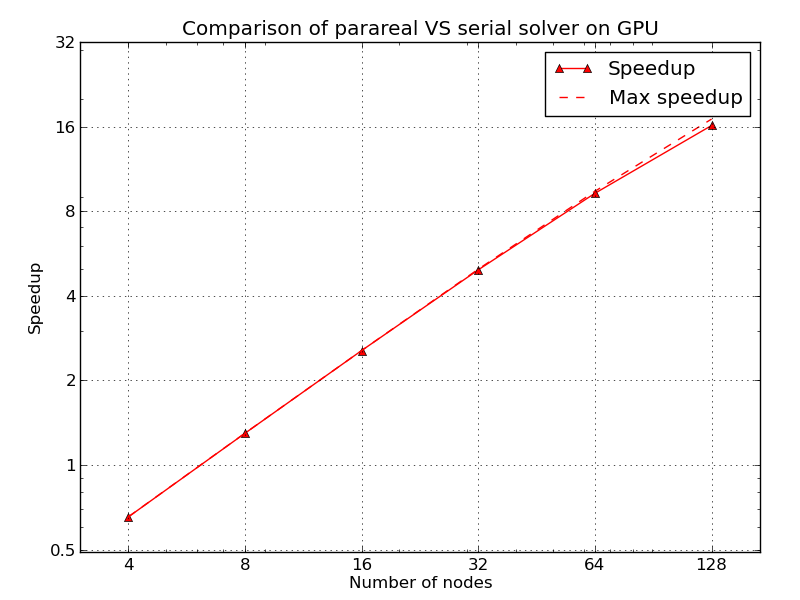 Comparison of parareal VS serial solver on GPU
32
Speedup
Max speedup
16
8
4
2
1
0.5
Speedup
4 8 16 32 64 128
Number of nodes